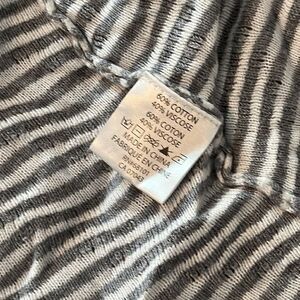 60% COTTON
40% VISCOSE
60% COTON
40% VISCOSE
MADE IN CHINA
FABRIQUÉ EN CHINE